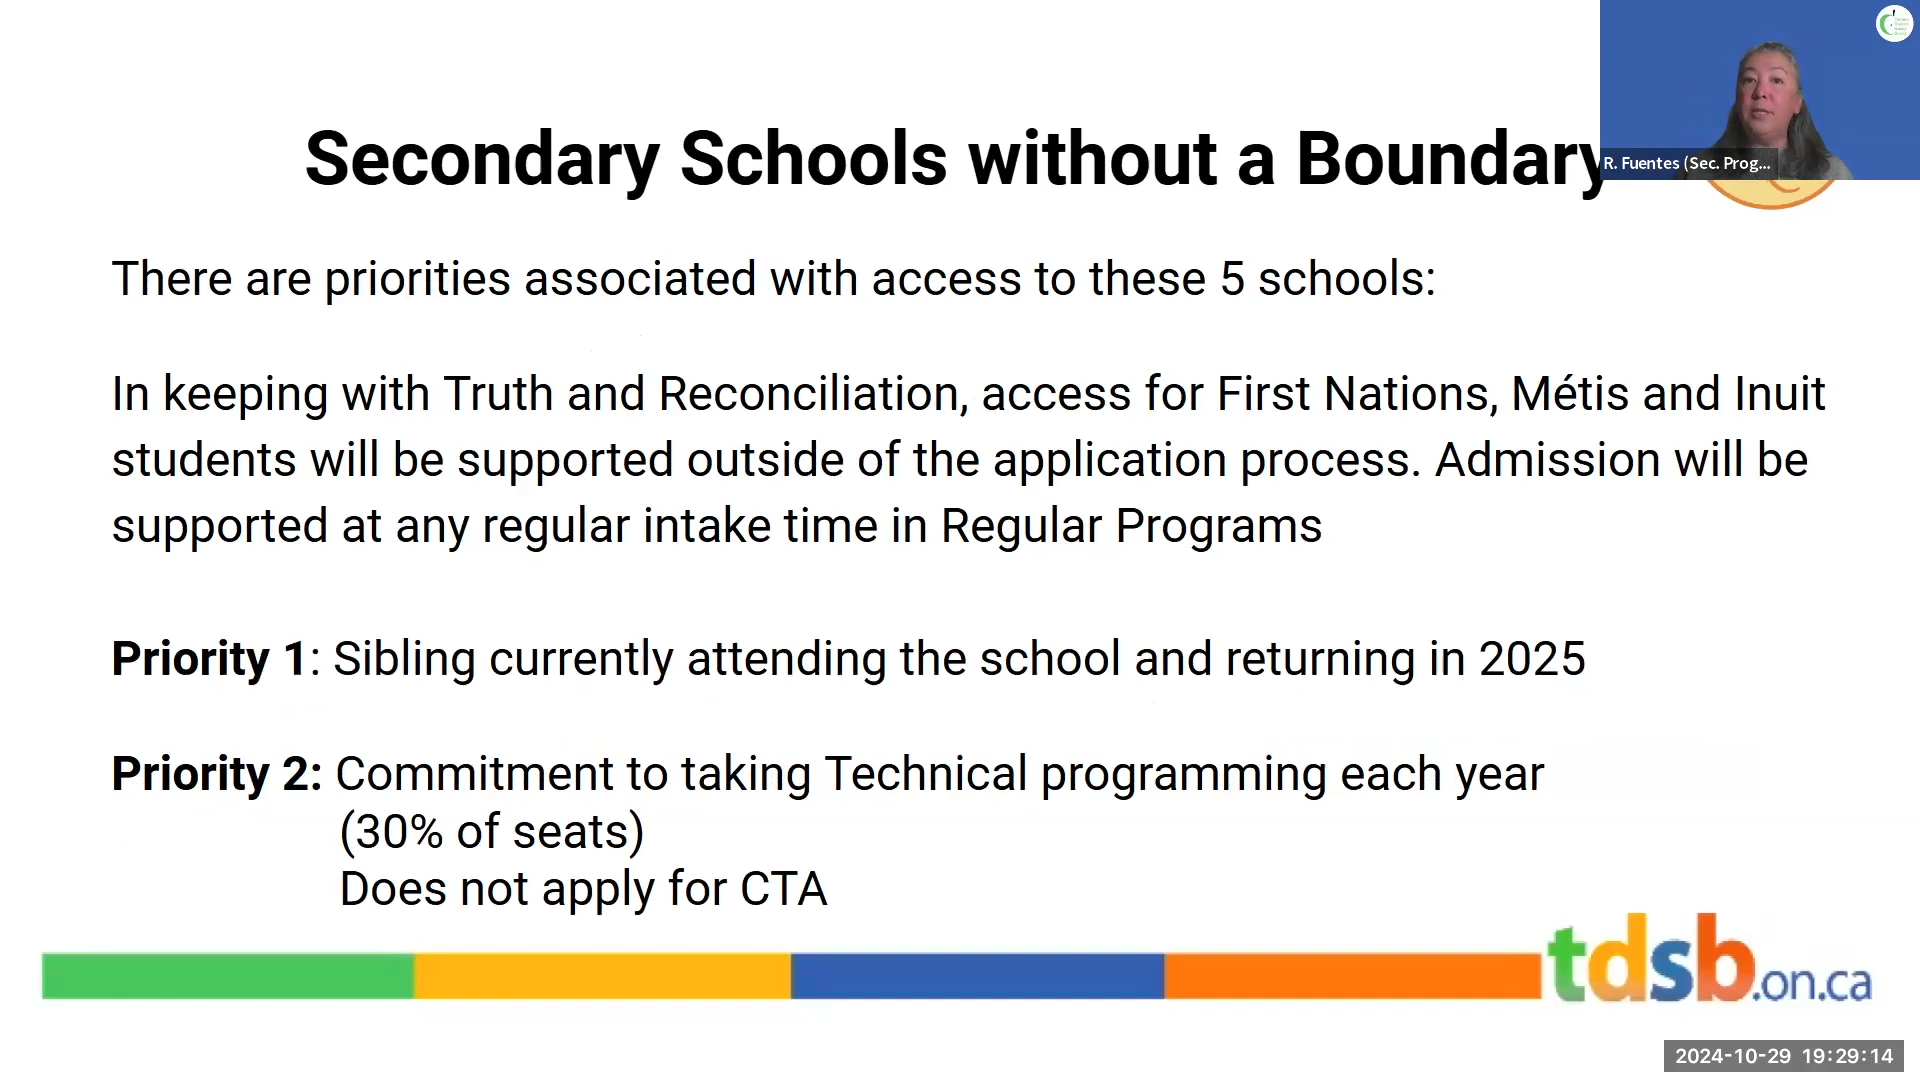 Secondary Schools without a Boundary
R. Fuentes (Sec. Prog...
There are priorities associated with access to these 5 schools:
In keeping with Truth and Reconciliation, access for First Nations, Métis and Inuit
students will be supported outside of the application process. Admission will be
supported at any regular intake time in Regular Programs
Priority 1: Sibling currently attending the school and returning in 2025
Priority 2: Commitment to taking Technical programming each year
(30% of seats)
Does not apply for CTA
tdsb.on.ca
2024-10-29 19:29:14